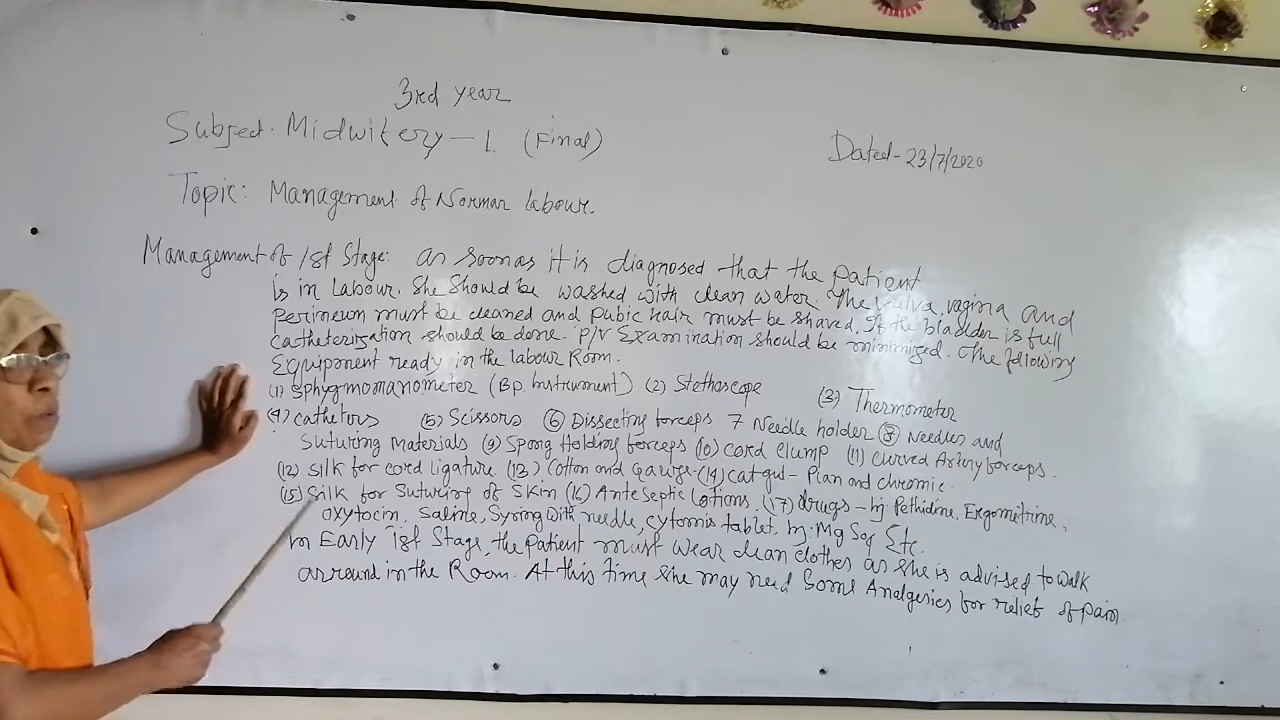 3rd year
Subject. Midwifery - 1. (Final)
Dated - 23/7/2020
Topic: Management of Normar Labour.
Management of 1st Stage: as soon as it is diagnosed that the patient
is in Labour. She Should be washed with clean water. The vulva, vagina and
Perineum must be cleaned and Pubic hair must be shaved. If the bladder is full
Catheterization should be done. P/V Examination should be minimized. The following
Equipment ready in the labour Room.
(1) Sphygmomanometer (Bp. Instrument) (2) Stethoscope (3) Thermometer
(4) cathetors (5) Scissors (6) Dissecting forceps 7 Needle holder (8) Needles and
Suturing Materials (9) Spong Holding forceps (10) cord clump (11) Curved Artery forceps.
(12) Silk for cord ligature (13) Cotton and Gauze - (14) catgut - Plan and chromic.
(15) Silk for Suturing of Skin (16) Anteseptic Lotions. (17) drugs - Inj: Pethidine, Ergometrine,
oxytocin, Saline, Syring with needle, cytomis tablet, Inj: Mg So4 Etc.
In Early 1st Stage, the Patient must wear clean clothes as she is advised to walk
arround in the Room. At this time She may need Some Analgesics for relief of pain